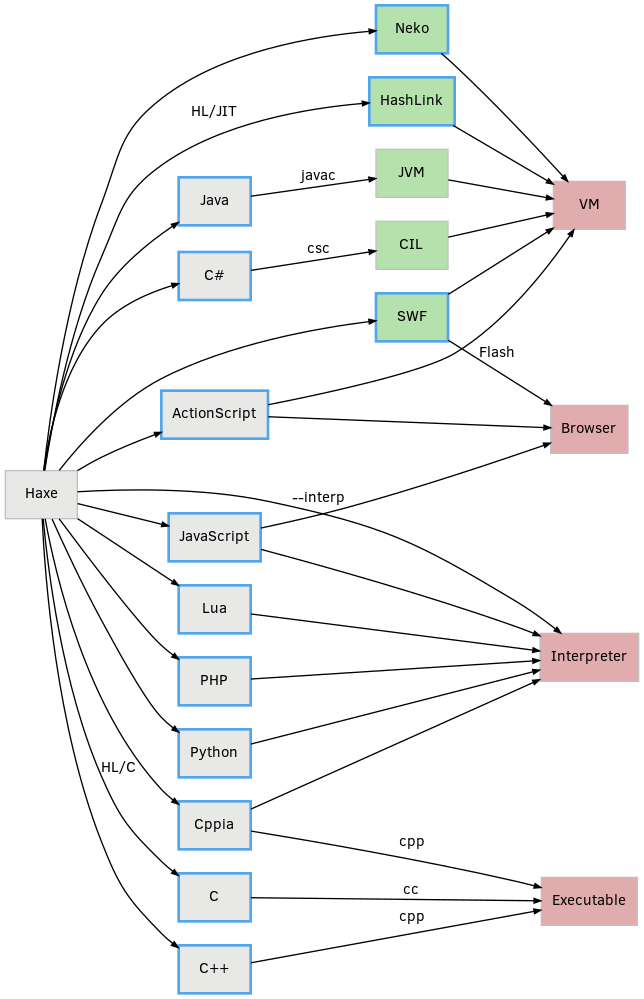 Neko
HashLink
HL/JIT
javac
JVM
Java
VM
CIL
csc
C#
SWF
Flash
ActionScript
Browser
Haxe
--interp
JavaScript
Lua
Interpreter
PHP
Python
HL/C
Cppia
cpp
C
cc
Executable
cpp
C++